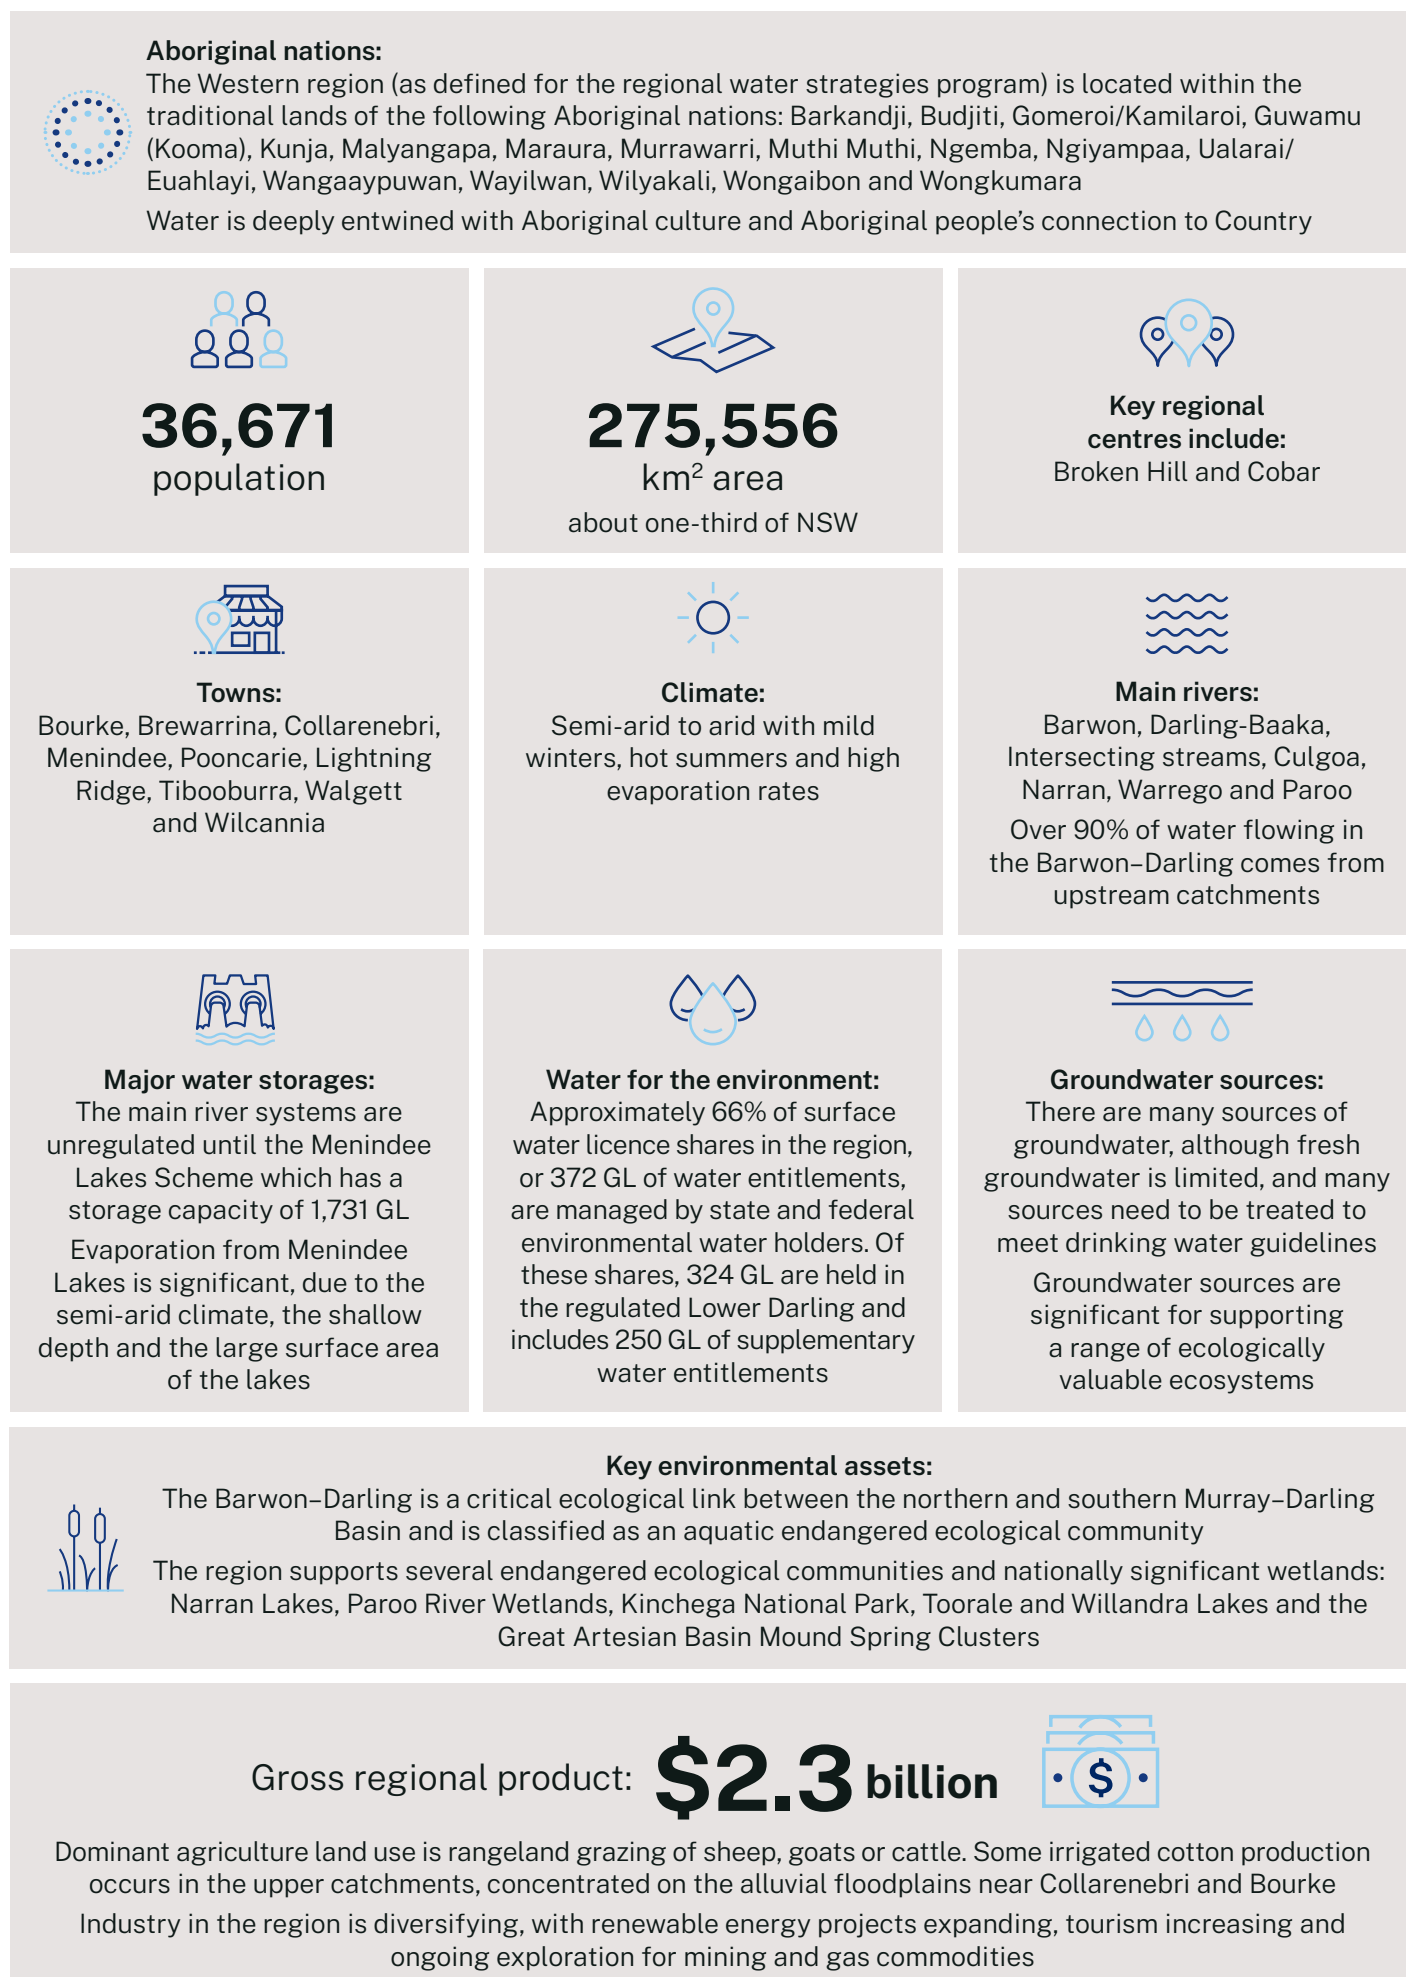 Aboriginal nations:
The Western region (as defined for the regional water strategies program) is located within the
traditional lands of the following Aboriginal nations: Barkandji, Budjiti, Gomeroi/Kamilaroi, Guwamu
(Kooma), Kunja, Malyangapa, Maraura, Murrawarri, Muthi Muthi, Ngemba, Ngiyampaa, Ualarai/
Euahlayi, Wangaaypuwan, Wayilwan, Wilyakali, Wongaibon and Wongkumara
Water is deeply entwined with Aboriginal culture and Aboriginal people’s connection to Country
36,671
population
275,556
km² area
about one-third of NSW
Key regional
centres include:
Broken Hill and Cobar
Towns:
Bourke, Brewarrina, Collarenebri,
Menindee, Pooncarie, Lightning
Ridge, Tibooburra, Walgett
and Wilcannia
Climate:
Semi-arid to arid with mild
winters, hot summers and high
evaporation rates
Main rivers:
Barwon, Darling-Baaka,
Intersecting streams, Culgoa,
Narran, Warrego and Paroo
Over 90% of water flowing in
the Barwon–Darling comes from
upstream catchments
Major water storages:
The main river systems are
unregulated until the Menindee
Lakes Scheme which has a
storage capacity of 1,731 GL
Evaporation from Menindee
Lakes is significant, due to the
semi-arid climate, the shallow
depth and the large surface area
of the lakes
Water for the environment:
Approximately 66% of surface
water licence shares in the region,
or 372 GL of water entitlements,
are managed by state and federal
environmental water holders. Of
these shares, 324 GL are held in
the regulated Lower Darling and
includes 250 GL of supplementary
water entitlements
Groundwater sources:
There are many sources of
groundwater, although fresh
groundwater is limited, and many
sources need to be treated to
meet drinking water guidelines
Groundwater sources are
significant for supporting
a range of ecologically
valuable ecosystems
Key environmental assets:
The Barwon–Darling is a critical ecological link between the northern and southern Murray–Darling
Basin and is classified as an aquatic endangered ecological community
The region supports several endangered ecological communities and nationally significant wetlands:
Narran Lakes, Paroo River Wetlands, Kinchega National Park, Toorale and Willandra Lakes and the
Great Artesian Basin Mound Spring Clusters
Gross regional product: $2.3 billion
$
Dominant agriculture land use is rangeland grazing of sheep, goats or cattle. Some irrigated cotton production
occurs in the upper catchments, concentrated on the alluvial floodplains near Collarenebri and Bourke
Industry in the region is diversifying, with renewable energy projects expanding, tourism increasing and
ongoing exploration for mining and gas commodities